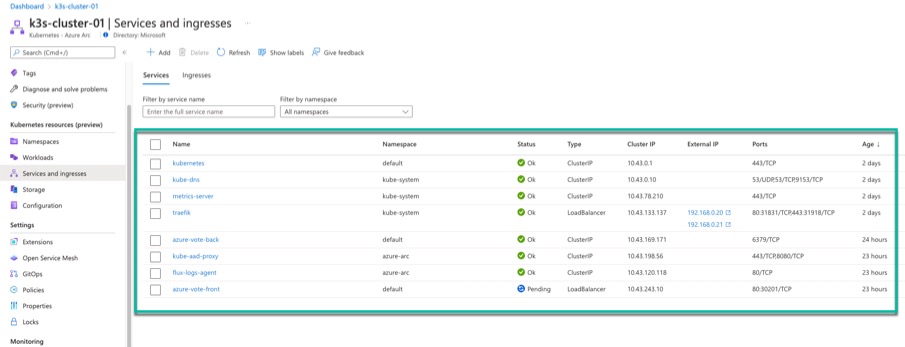 Dashboard > k3s-cluster-01
k3s-cluster-01 | Services and ingresses ...
Kubernetes - Azure Arc Directory: Microsoft
Search (Cmd+/) «
Add Delete Refresh Show labels Give feedback
Tags
Diagnose and solve problems
Security (preview)
Kubernetes resources (preview)
Namespaces
Workloads
Services and ingresses
Storage
Configuration
Settings
Extensions
Open Service Mesh
GitOps
Policies
Properties
Locks
Monitoring
Services Ingresses
Filter by service name Filter by namespace
Enter the full service name All namespaces
Name Namespace Status Type Cluster IP External IP Ports Age ↓
kubernetes default Ok ClusterIP 10.43.0.1 443/TCP 2 days
kube-dns kube-system Ok ClusterIP 10.43.0.10 53/UDP,53/TCP,9153/TCP 2 days
metrics-server kube-system Ok ClusterIP 10.43.78.210 443/TCP 2 days
traefik kube-system Ok LoadBalancer 10.43.133.137 192.168.0.20 80:31831/TCP,443:31918/TCP 2 days
192.168.0.21
azure-vote-back default Ok ClusterIP 10.43.169.171 6379/TCP 24 hours
kube-aad-proxy azure-arc Ok ClusterIP 10.43.198.56 443/TCP,8080/TCP 23 hours
flux-logs-agent azure-arc Ok ClusterIP 10.43.120.118 80/TCP 23 hours
azure-vote-front default Pending LoadBalancer 10.43.243.10 80:30201/TCP 23 hours